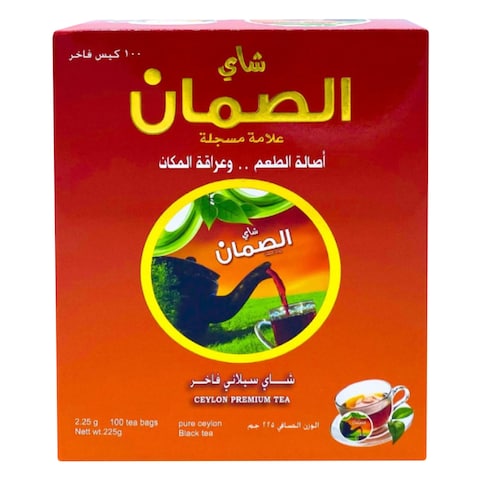 ١٠٠ كيس فاخر
شاي
الصمان
علامة مسجلة
أصالة الطعم .. وعراقة المكان
شاي
الصمان
شاي سيلاني فاخر
CEYLON PREMIUM TEA
2.25 g 100 tea bags pure ceylon
Nett wt.225g Black tea
الوزن الصافي ٢٢٥ جم